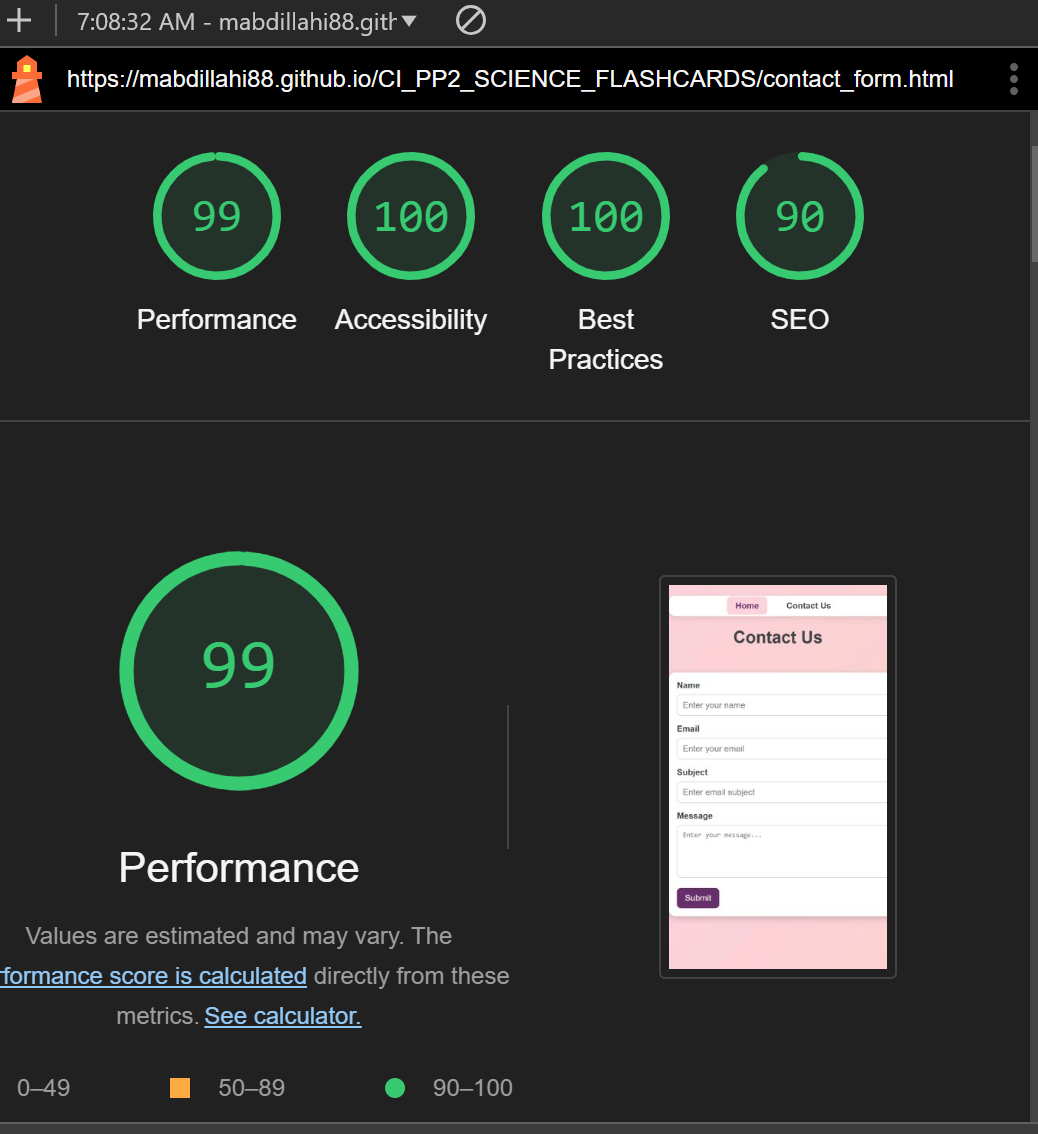 7:08:32 AM - mabdillahi88.gith
https://mabdillahi88.github.io/CI_PP2_SCIENCE_FLASHCARDS/contact_form.html
99
100
100
90
Performance
Accessibility
Best
Practices
SEO
99
Performance
Values are estimated and may vary. The
rformance score is calculated directly from these
metrics. See calculator.
0–49
50–89
90–100
Home
Contact Us
Contact Us
Name
Enter your name
Email
Enter your email
Subject
Enter email subject
Message
Enter your message...
Submit